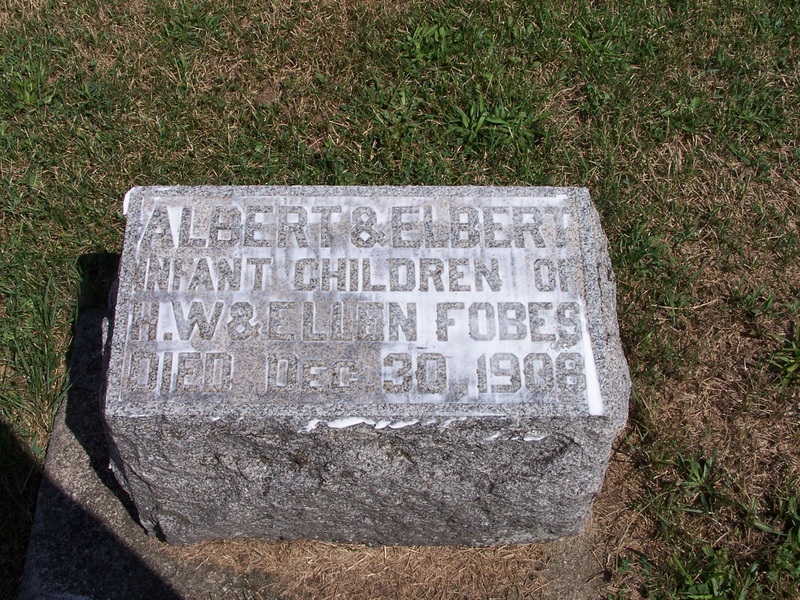 ALBERT & ELBERT
INFANT CHILDREN OF
H.W & ELLEN FOBES
DIED DEC 30 1908